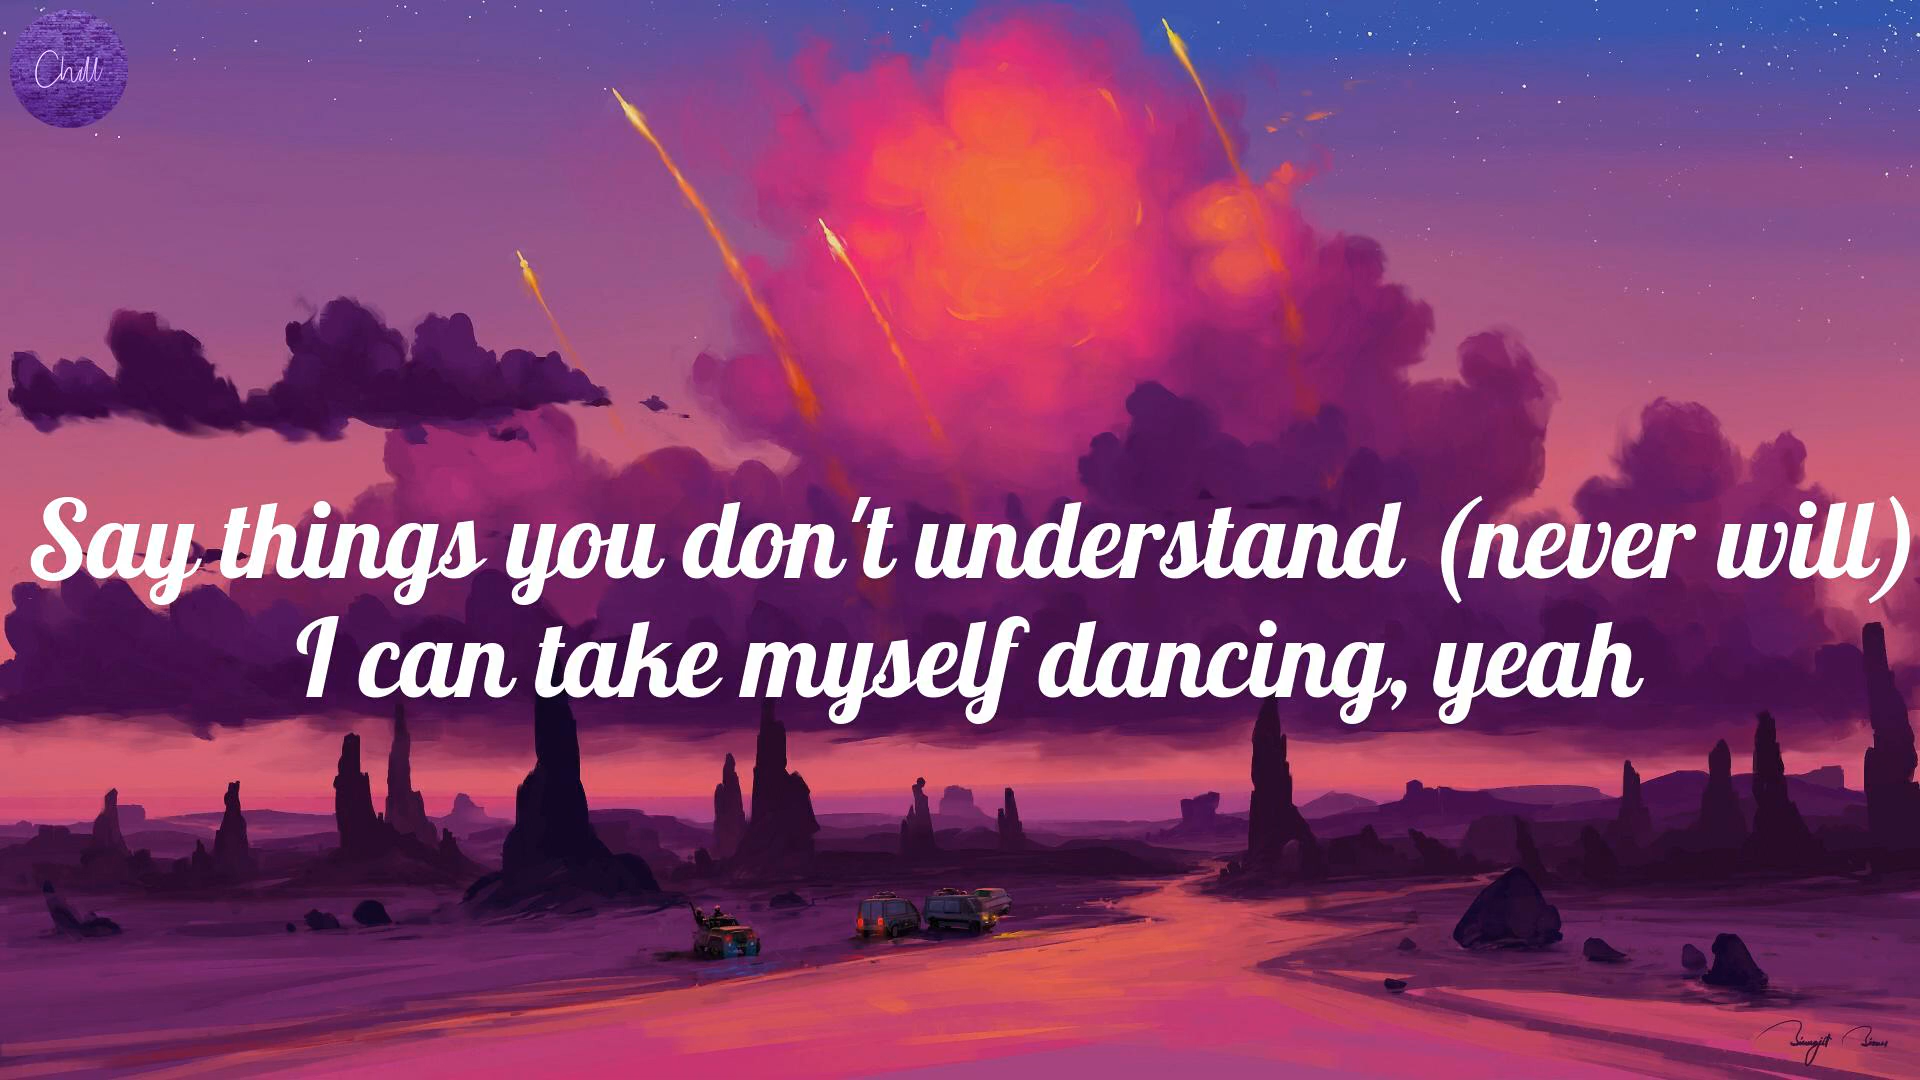 Chill
Say things you don't understand (never will)
I can take myself dancing, yeah